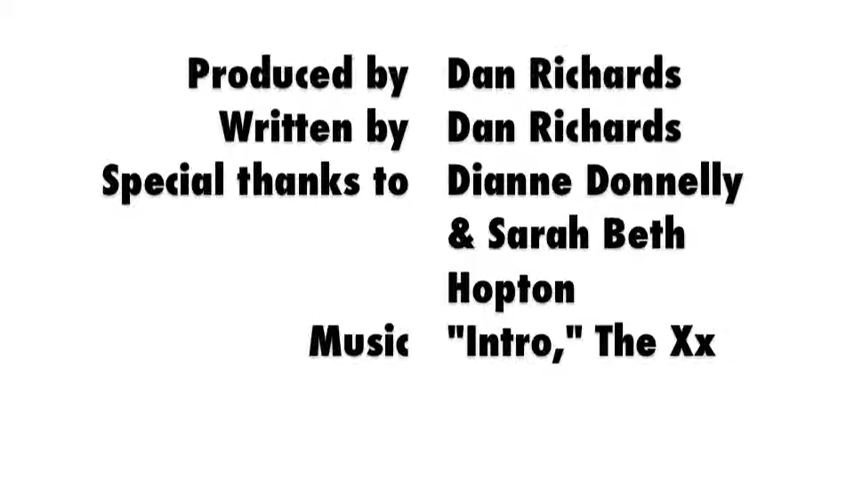 Produced by Dan Richards
Written by Dan Richards
Special thanks to Dianne Donnelly
& Sarah Beth
Hopton
Music "Intro," The Xx